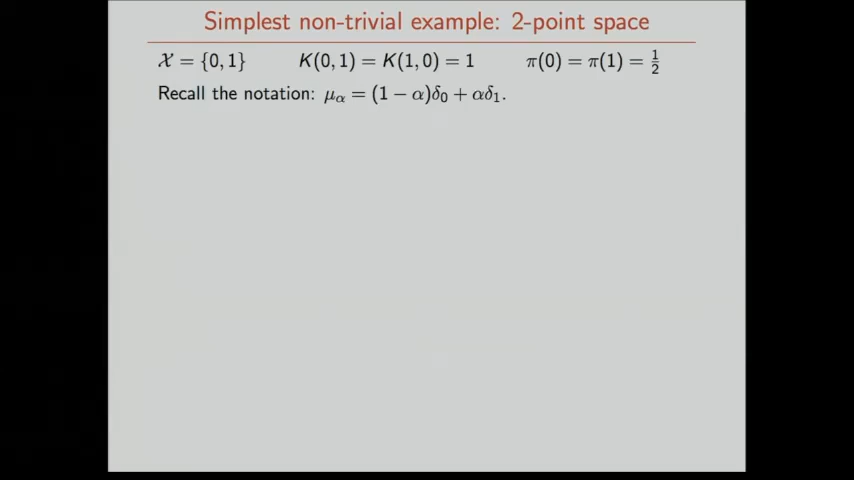 Simplest non-trivial example: 2-point space
𝒳 = {0, 1} K(0, 1) = K(1, 0) = 1 π(0) = π(1) = 1/2
Recall the notation: μ_α = (1 − α)δ_0 + αδ_1.